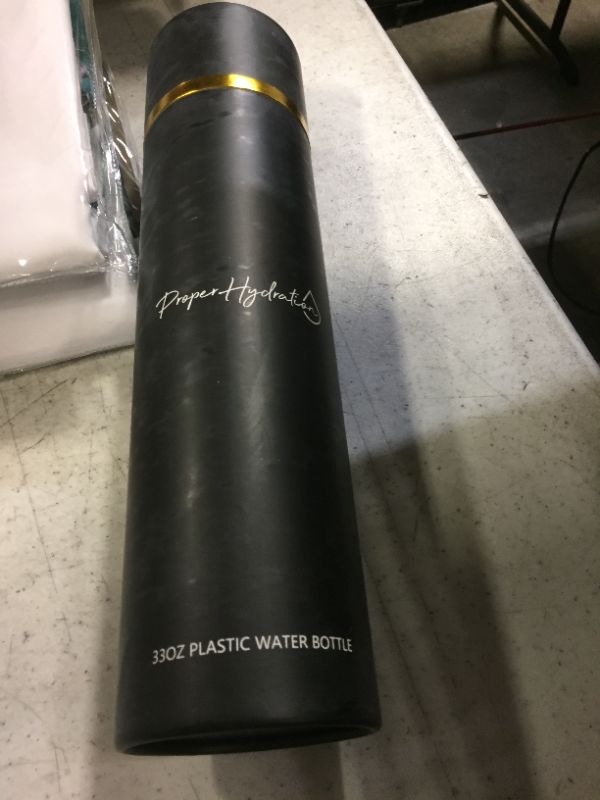 Proper Hydration
33OZ PLASTIC WATER BOTTLE